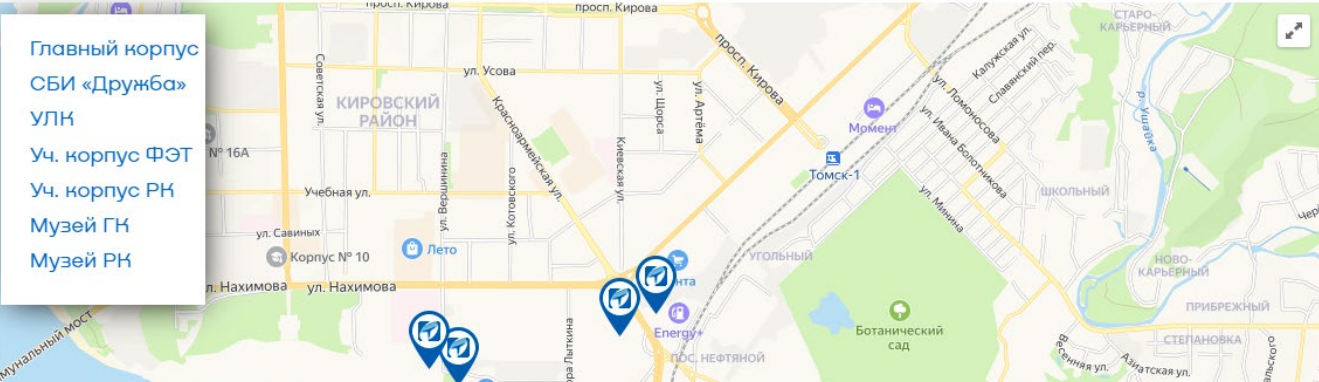 Главный корпус
СБИ «Дружба»
УЛК
Уч. корпус ФЭТ
Уч. корпус РК
Музей ГК
Музей РК
просп. Кирова
просп. Кирова
СТАРО-
КАРЬЕРНЫЙ
просп. Кирова
Калужская ул.
Славянский пер.
Советская ул.
ул. Усова
ул. Щорса
ул. Артёма
КИРОВСКИЙ
РАЙОН
Красноармейская ул.
ул. Ломоносова
р. Ушайка
Момент
ул. Ивана Болотникова
№ 16А
Томск-1
Киевская ул.
ул. Вершинина
ул. Котовского
Учебная ул.
ул. Минина
ШКОЛЬНЫЙ
ул. Савиных
Корпус № 10
Лето
УГОЛЬНЫЙ
НОВО-
КАРЬЕРНЫЙ
л. Нахимова
ул. Нахимова
нта
ПРИБРЕЖНЫЙ
Energy+
Ботанический
сад
мунальный мост
ра Лыткина
ПОС. НЕФТЯНОЙ
СТЕПАНОВКА
Весенняя ул.
Азиатская ул.